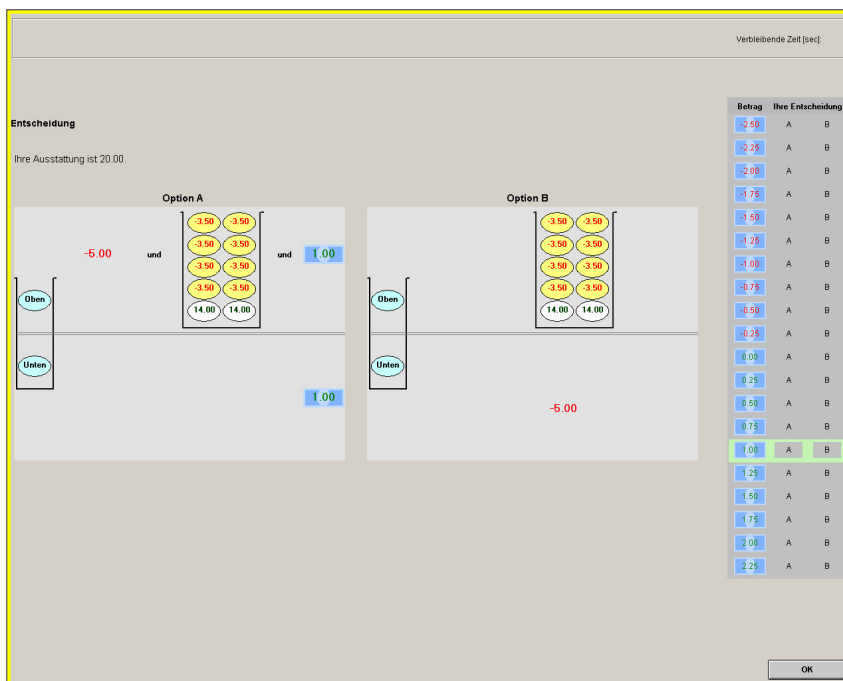 Verbleibende Zeit [sec]:
Entscheidung
Ihre Ausstattung ist 20.00.
Option A
-3.50 -3.50
-5.00 und -3.50 -3.50 und 1.00
-3.50 -3.50
-3.50 -3.50
Oben 14.00 14.00
Unten
1.00
Option B
-3.50 -3.50
-3.50 -3.50
-3.50 -3.50
-3.50 -3.50
Oben 14.00 14.00
Unten
-5.00
Betrag Ihre Entscheidung
-2.50 A B
-2.25 A B
-2.00 A B
-1.75 A B
-1.50 A B
-1.25 A B
-1.00 A B
-0.75 A B
-0.50 A B
-0.25 A B
0.00 A B
0.25 A B
0.50 A B
0.75 A B
1.00 A B
1.25 A B
1.50 A B
1.75 A B
2.00 A B
2.25 A B
OK